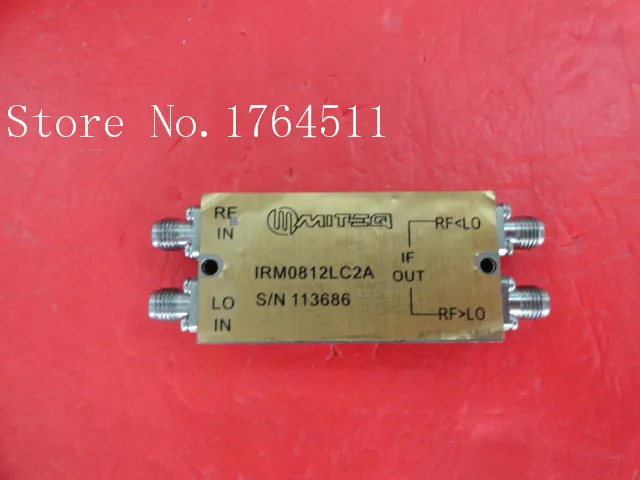 Store No.1764511
RF
IN
MITEQ
RF<LO
IF
OUT
IRM0812LC2A
LO
IN
S/N 113686
RF>LO